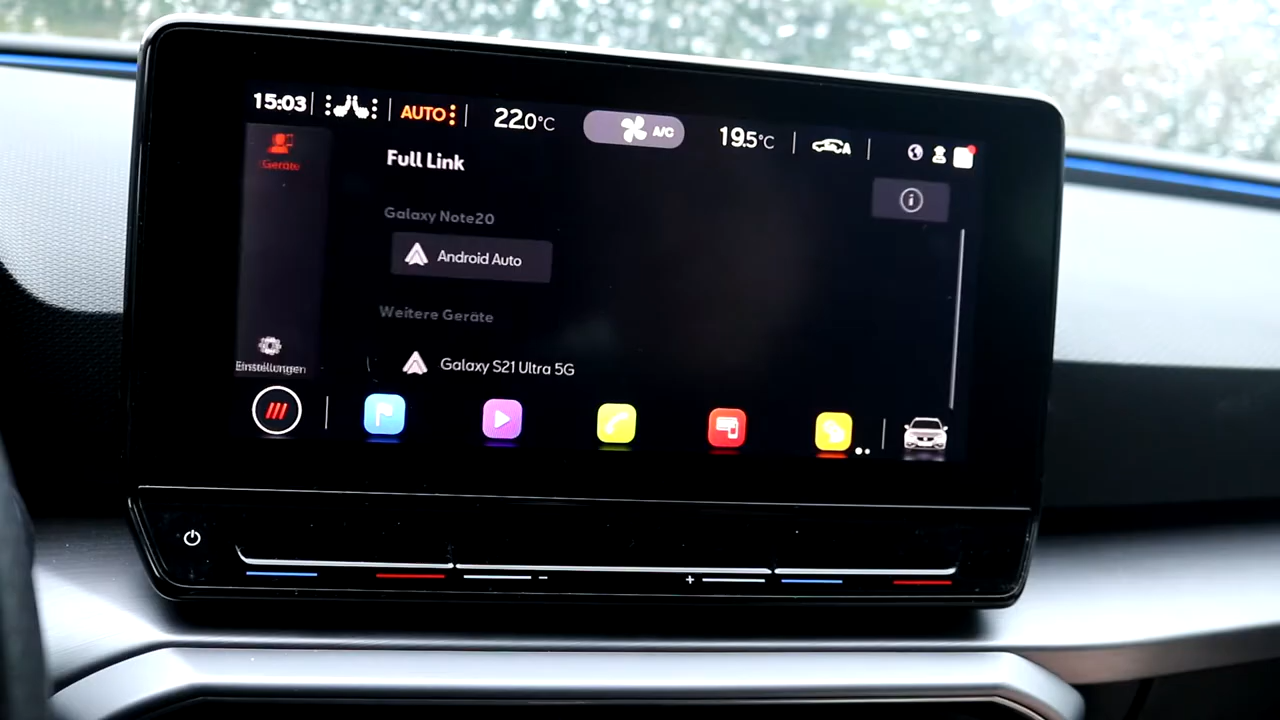 15:03
AUTO
22.0°C
A/C
19.5°C
A
Geräte
Full Link
Galaxy Note20
Android Auto
Weitere Geräte
Einstellungen
Galaxy S21 Ultra 5G
− +